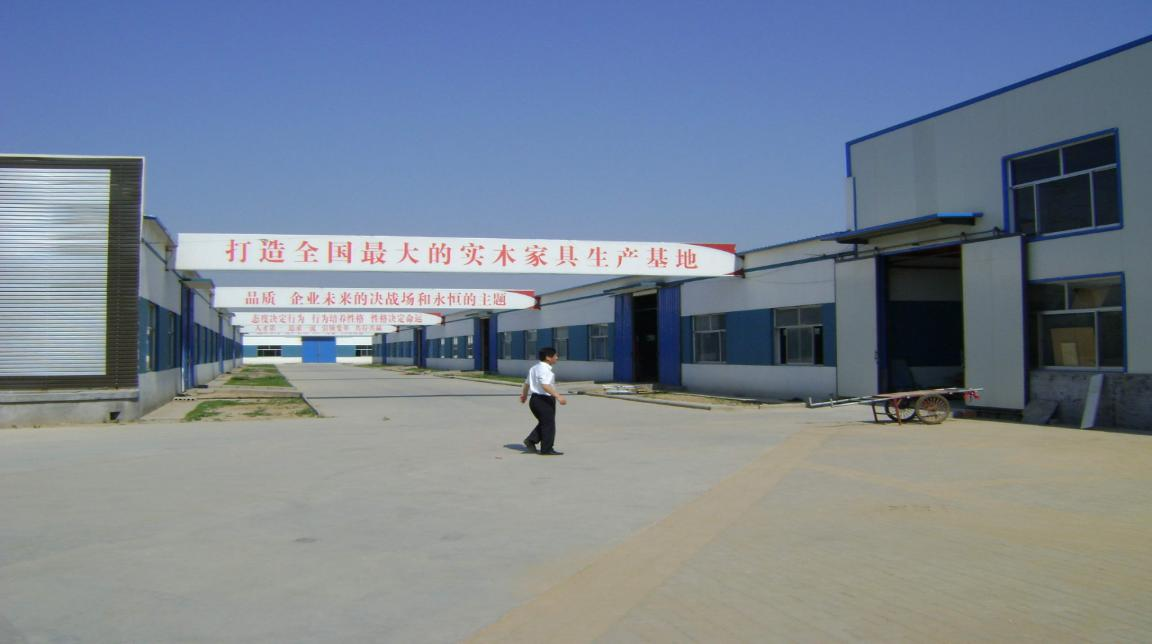 打造全国最大的实木家具生产基地
品质 企业未来的决战场和永恒的主题
态度决定行为 行为培养性格 性格决定命运